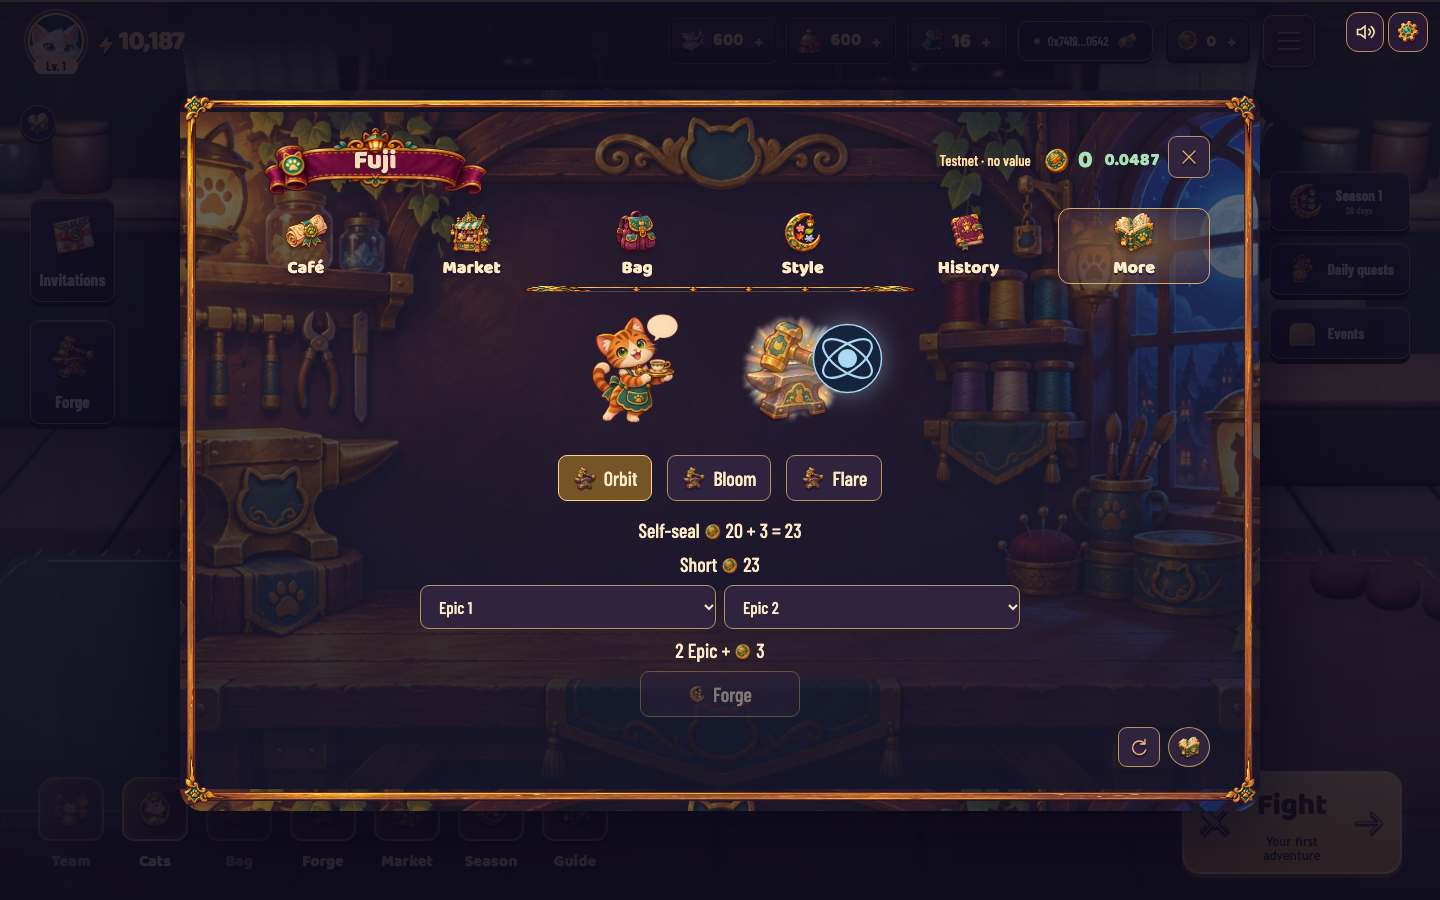 10,187
600 +
600 +
16 +
0x7419...0542
0 +
Lv. 1
Fuji
Testnet · no value
0
0.0487
Café
Market
Bag
Style
History
More
Invitations
Forge
Season 1
28 days
Daily quests
Events
Orbit
Bloom
Flare
Self-seal 20 + 3 = 23
Short 23
Epic 1
Epic 2
2 Epic + 3
Forge
Team
Cats
Bag
Forge
Market
Season
Guide
Fight
Your first
adventure